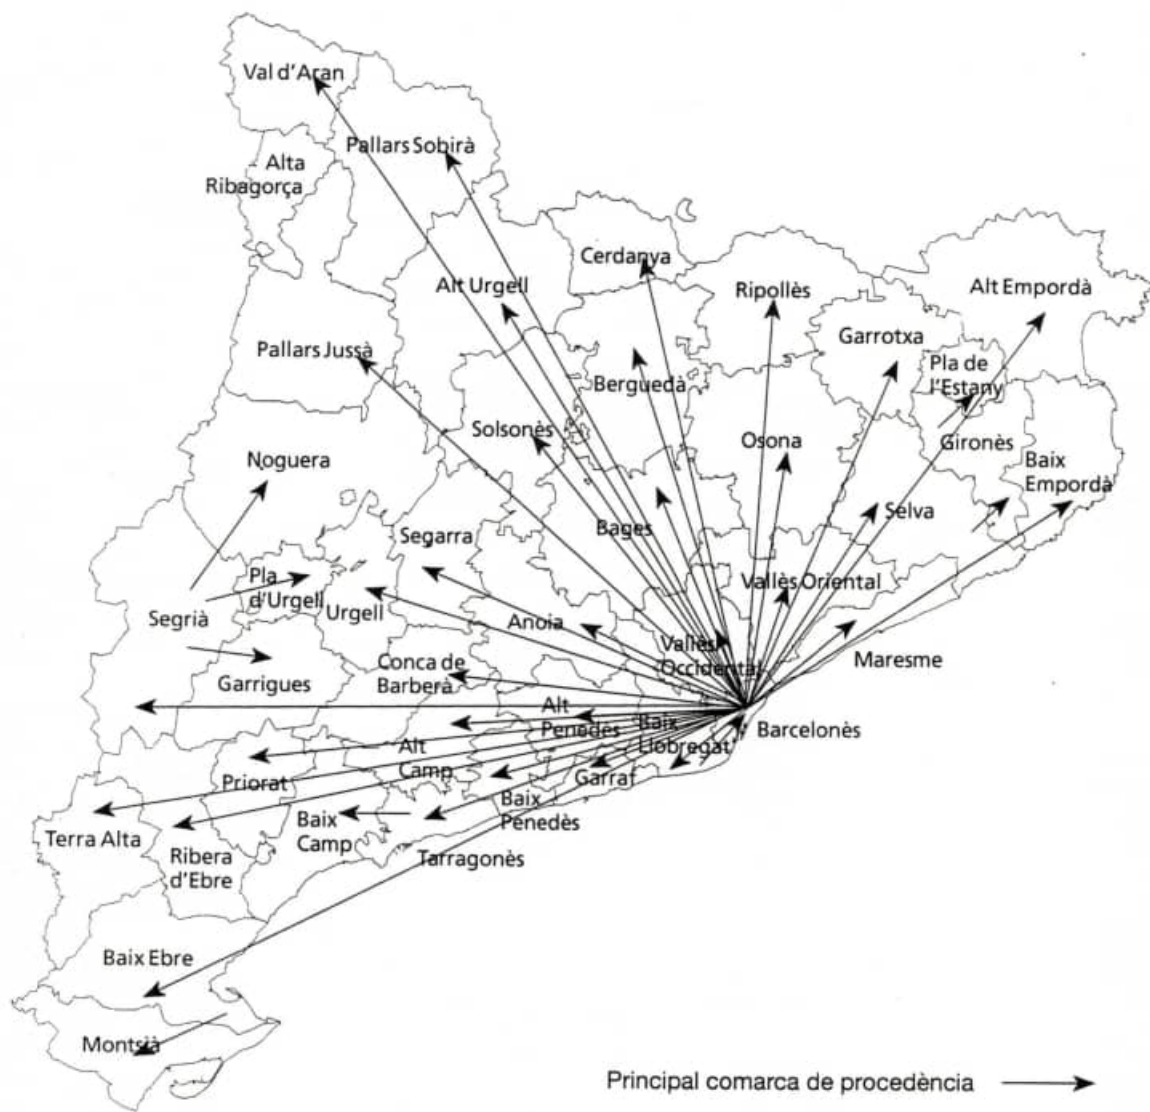 Val d'Aran
Pallars Sobirà
Alta
Ribagorça
Cerdanya
Alt Urgell
Ripollès
Alt Empordà
Garrotxa
Pallars Jussà
Pla de
l'Estany
Berguedà
Solsonès
Osona
Gironès
Noguera
Baix
Empordà
Selva
Bages
Segarra
Pla
d'Urgell
Vallès Oriental
Urgell
Segrià
Anoia
Vallès
Occidental
Maresme
Conca de
Barberà
Garrigues
Alt
Penedès
Baix
Llobregat
Barcelonès
Alt
Camp
Priorat
Garraf
Baix
Penedès
Baix
Camp
Terra Alta
Ribera
d'Ebre
Tarragonès
Baix Ebre
Montsià
Principal comarca de procedència